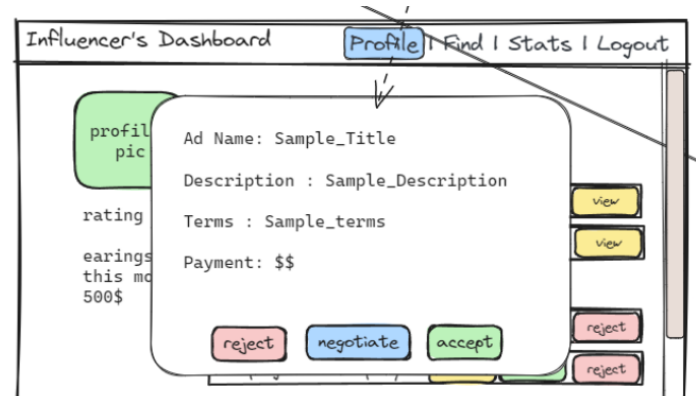 Influencer's Dashboard
Profile | Find | Stats | Logout
profil
pic
rating
earings
this mo
500$
Ad Name: Sample_Title
Description : Sample_Description
Terms : Sample_terms
Payment: $$
reject
negotiate
accept
view
view
reject
reject